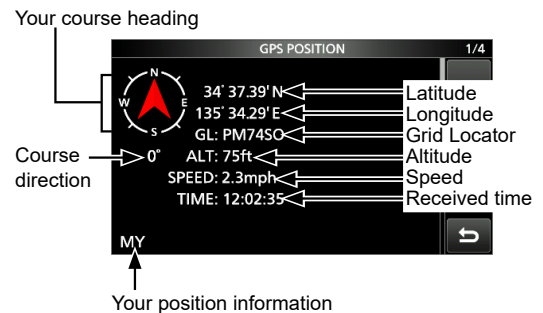 Your course heading
GPS POSITION 1/4
N
W E
S
34° 37.39' N Latitude
135° 34.29' E Longitude
GL: PM74SO Grid Locator
Course direction 0° ALT: 75ft Altitude
SPEED: 2.3mph Speed
TIME: 12:02:35 Received time
MY
Your position information